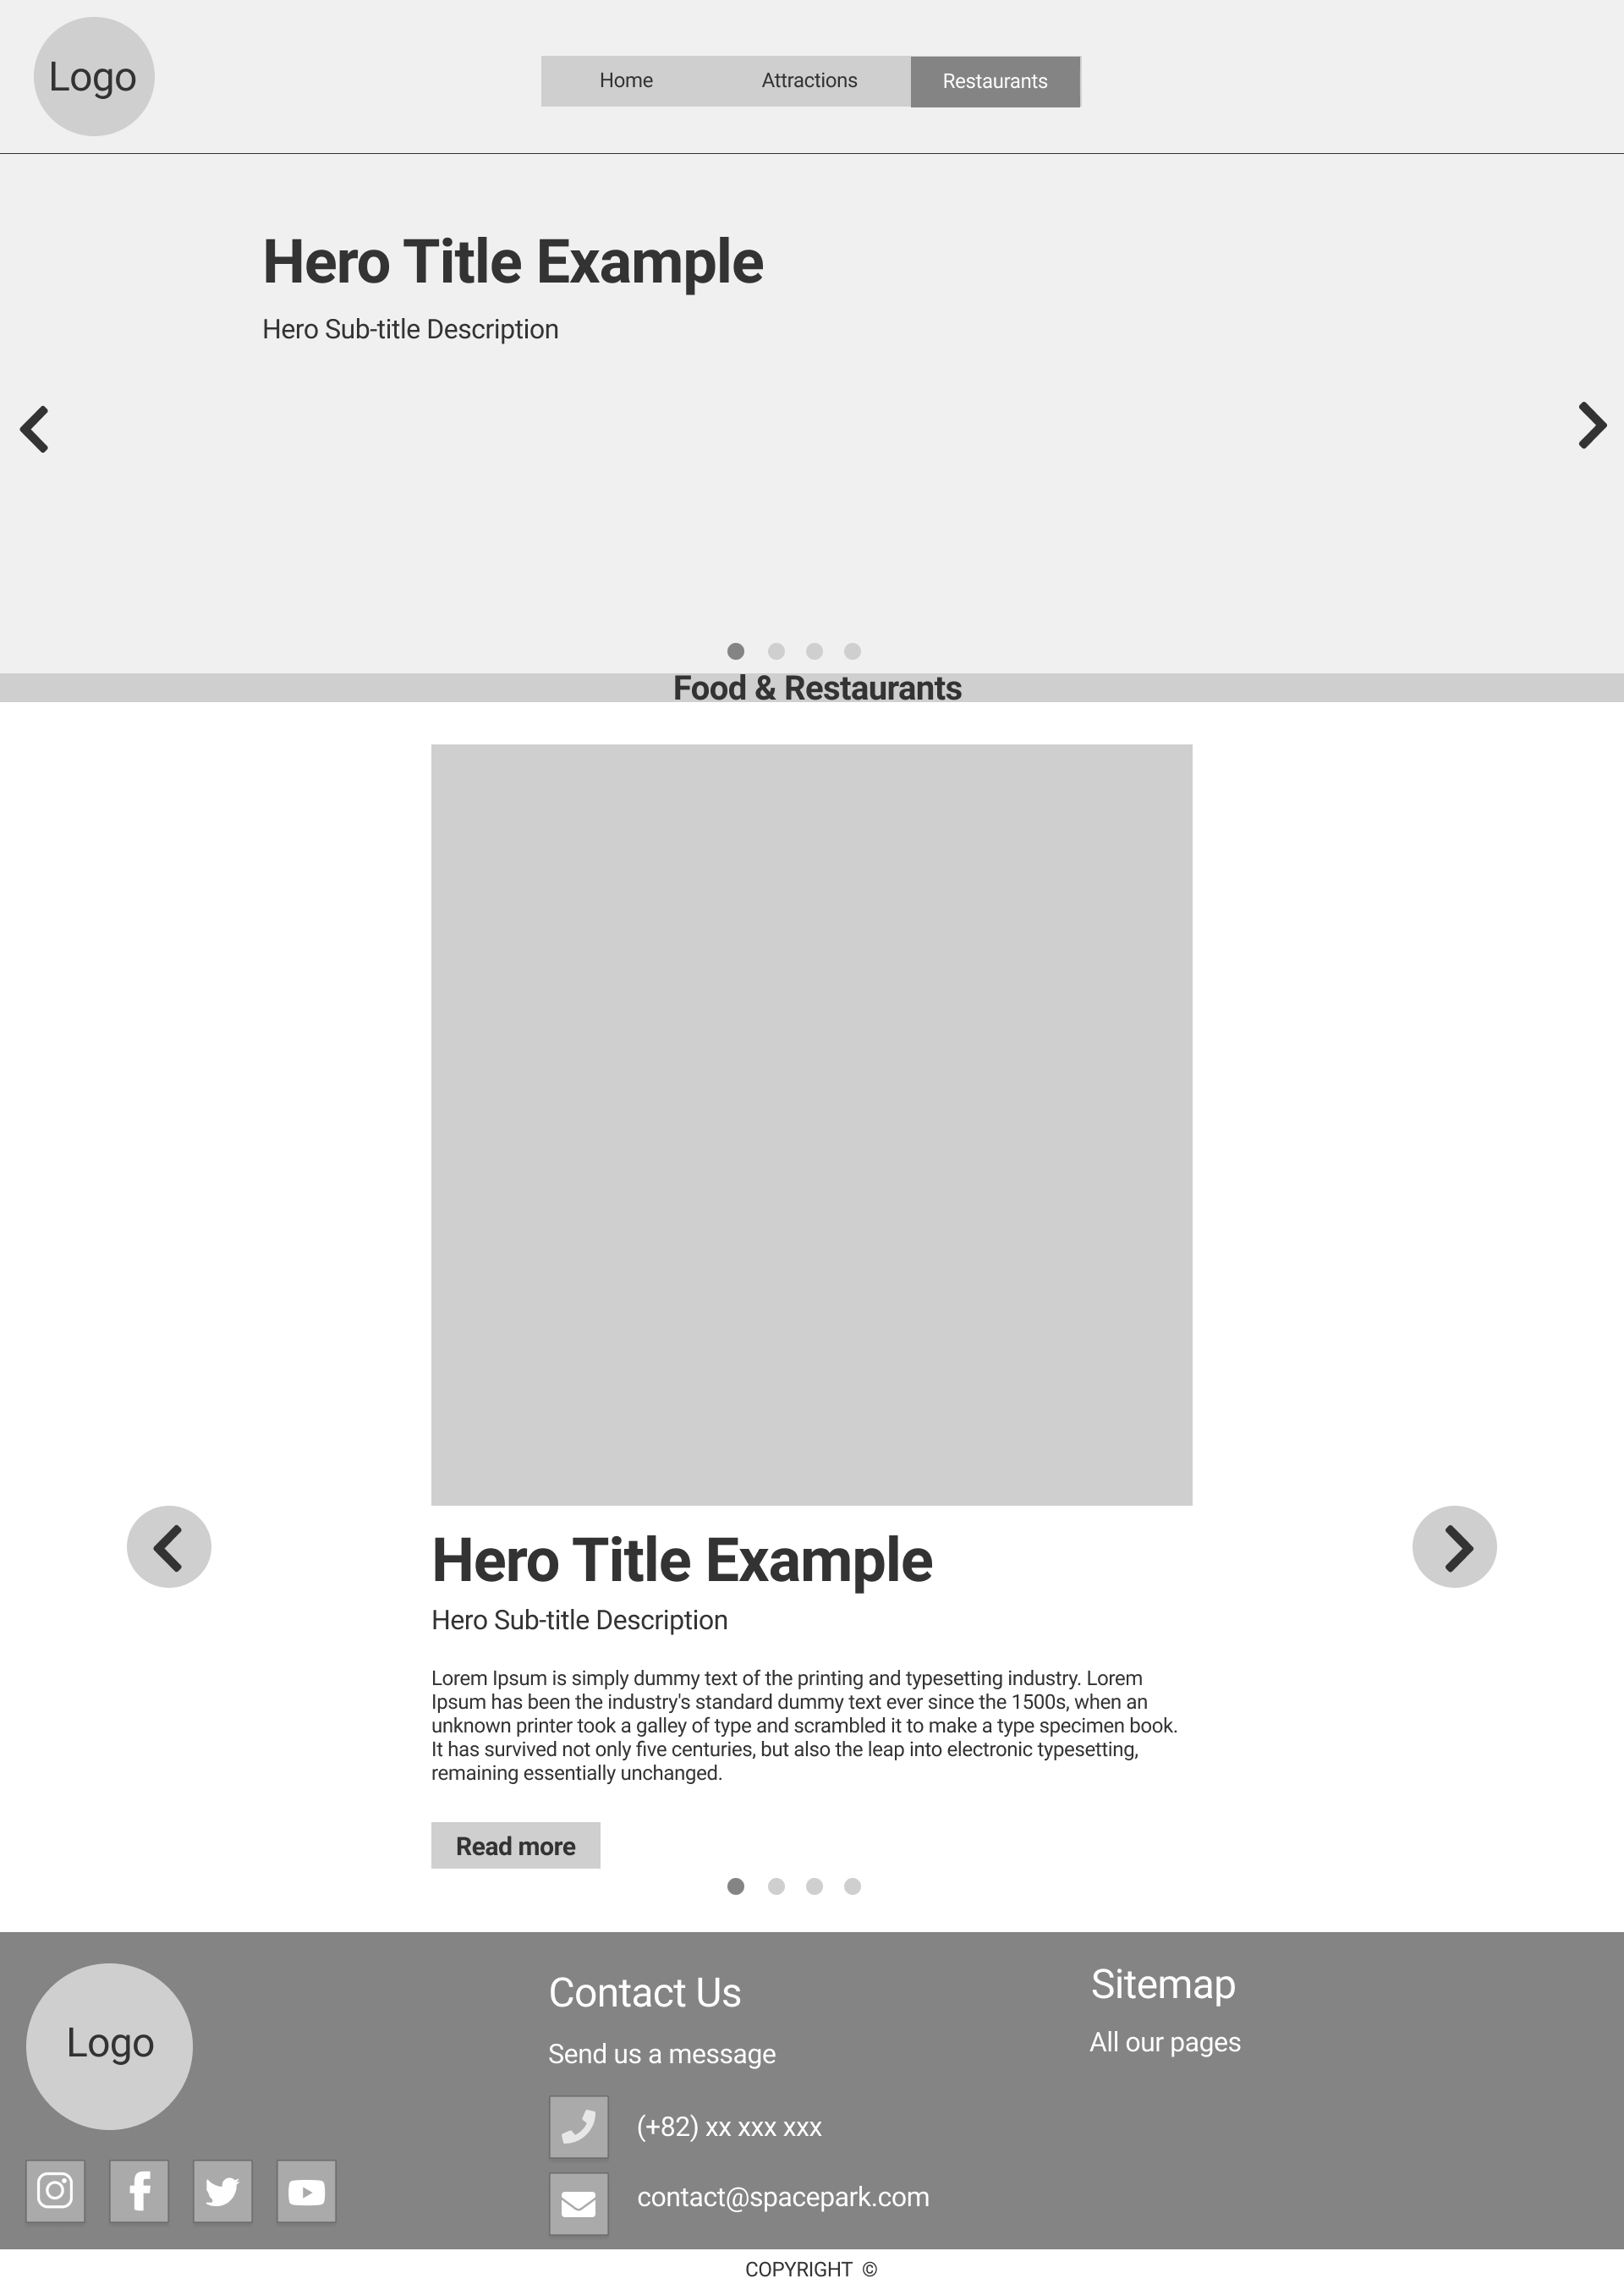 Logo
Home
Attractions
Restaurants
Hero Title Example
Hero Sub-title Description
Food & Restaurants
Hero Title Example
Hero Sub-title Description
Lorem Ipsum is simply dummy text of the printing and typesetting industry. Lorem
Ipsum has been the industry's standard dummy text ever since the 1500s, when an
unknown printer took a galley of type and scrambled it to make a type specimen book.
It has survived not only five centuries, but also the leap into electronic typesetting,
remaining essentially unchanged.
Read more
Logo
Contact Us
Send us a message
(+82) xx xxx xxx
contact@spacepark.com
Sitemap
All our pages
COPYRIGHT ©